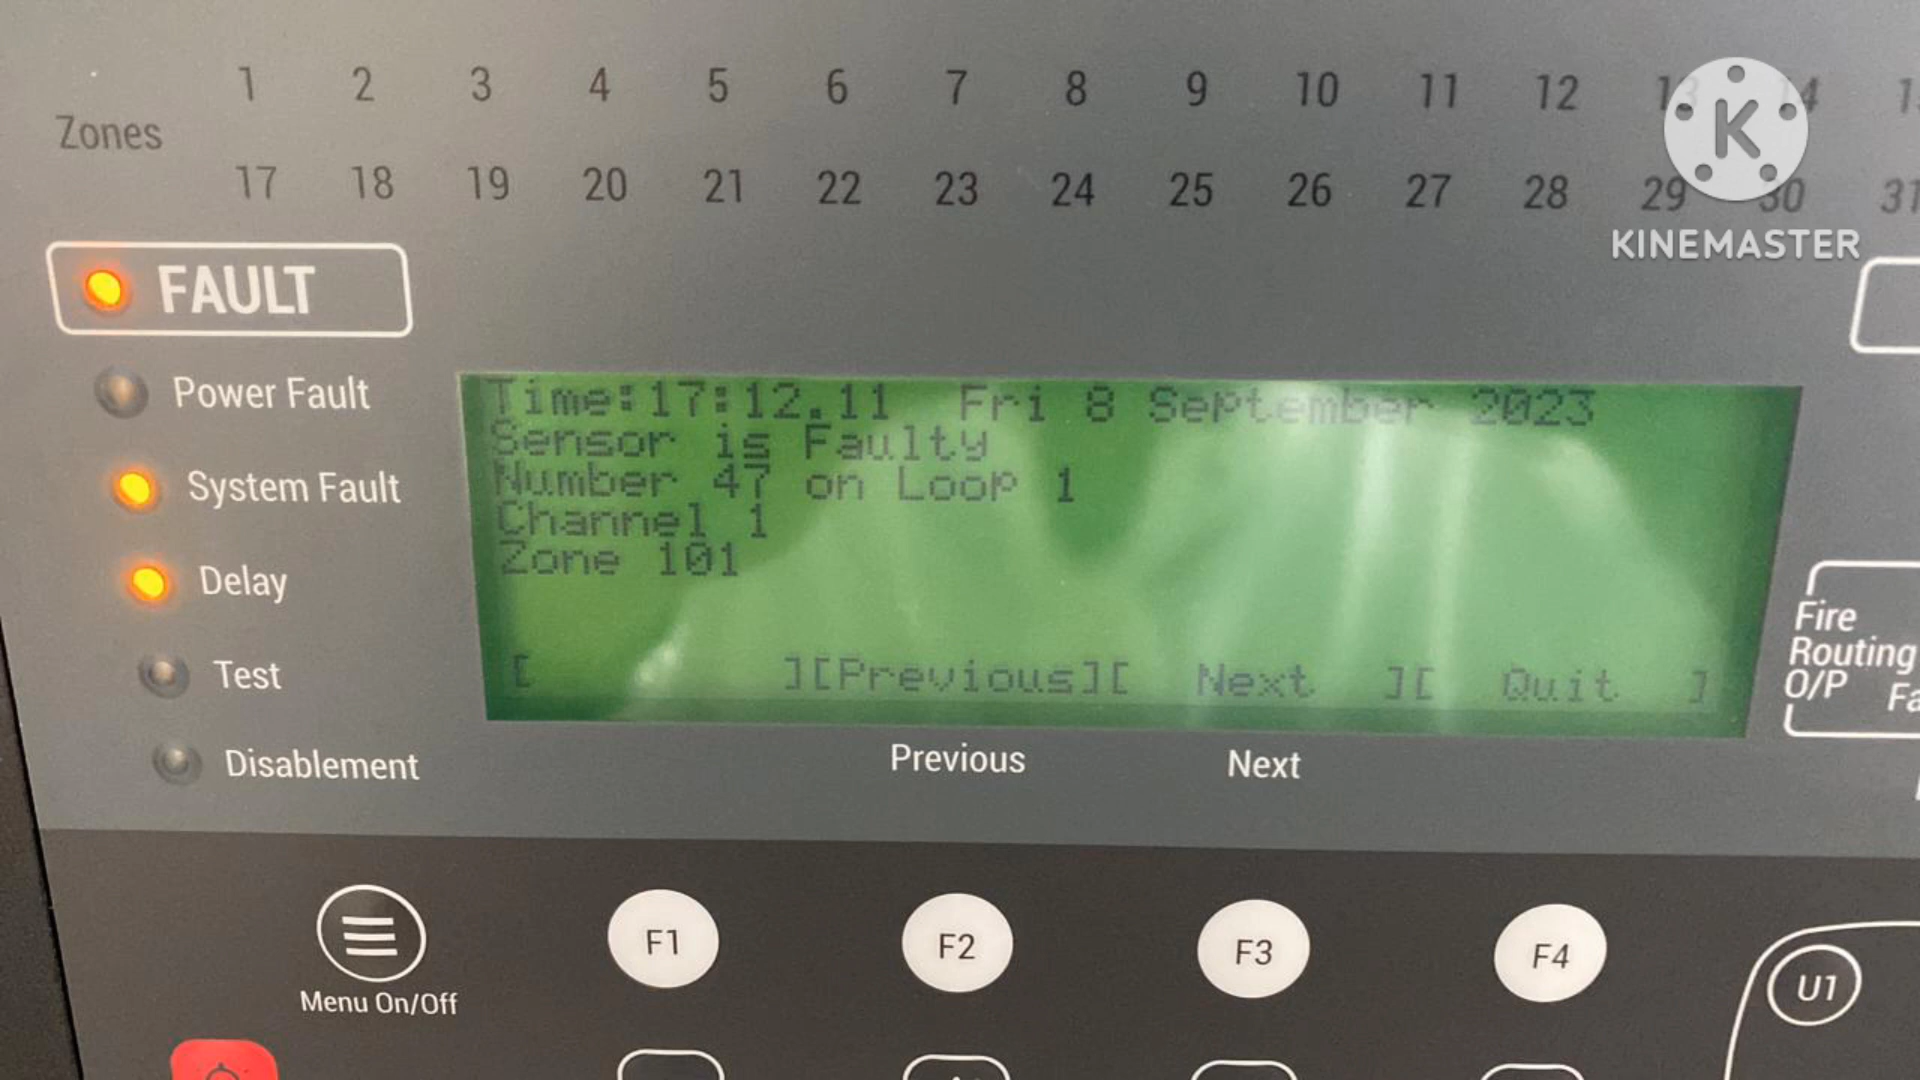 1 2 3 4 5 6 7 8 9 10 11 12
Zones
17 18 19 20 21 22 23 24 25 26 27 28 29 30 31
K
KINEMASTER
FAULT
Power Fault
System Fault
Delay
Test
Disablement
Time:17:12.11 Fri 8 September 2023
Sensor is Faulty
Number 47 on Loop 1
Channel 1
Zone 101
[ ][Previous][ Next ][ Quit ]
Previous Next
Fire
Routing
O/P
Menu On/Off
F1 F2 F3 F4
U1